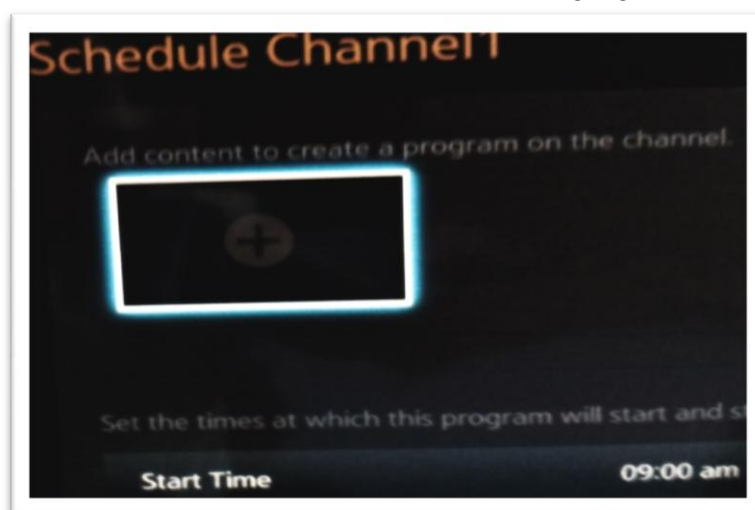 Schedule Channel1
Add content to create a program on the channel.
Set the times at which this program will start and
Start Time 09:00 am